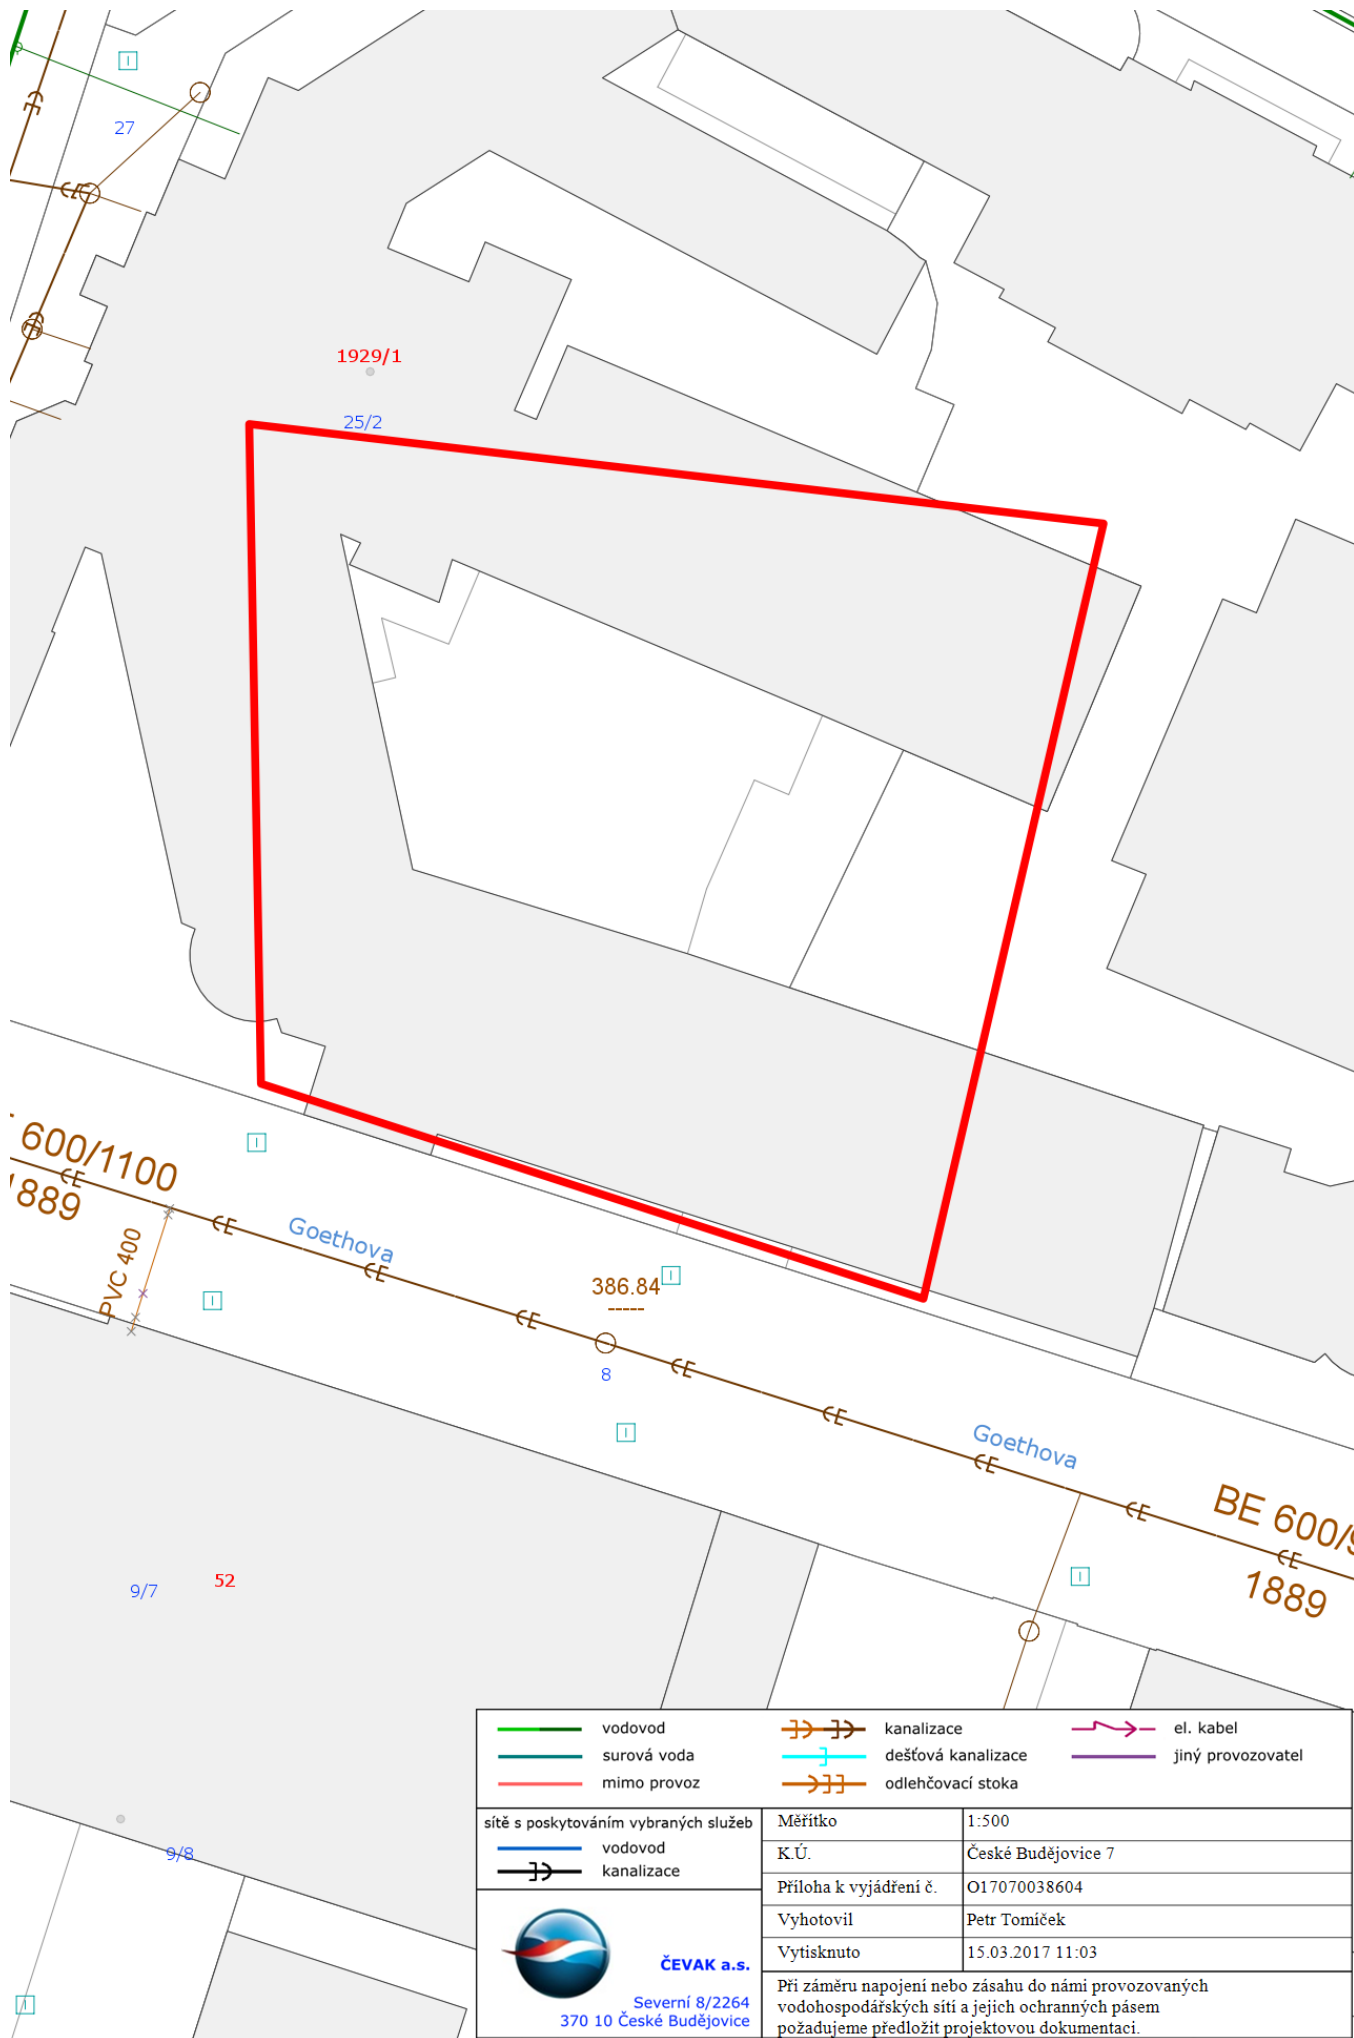 27
1929/1
25/2
600/1100
1889
PVC 400
Goethova
386.84
-----
8
Goethova
BE 600/9
1889
9/7
52
9/8
vodovod
surová voda
mimo provoz
kanalizace
dešťová kanalizace
odlehčovací stoka
el. kabel
jiný provozovatel
sítě s poskytováním vybraných služeb
vodovod
kanalizace
Měřítko 1:500
K.Ú. České Budějovice 7
Příloha k vyjádření č. O17070038604
Vyhotovil Petr Tomíček
Vytisknuto 15.03.2017 11:03
ČEVAK a.s.
Severní 8/2264
370 10 České Budějovice
Při záměru napojení nebo zásahu do námi provozovaných
vodohospodářských sítí a jejich ochranných pásem
požadujeme předložit projektovou dokumentaci.